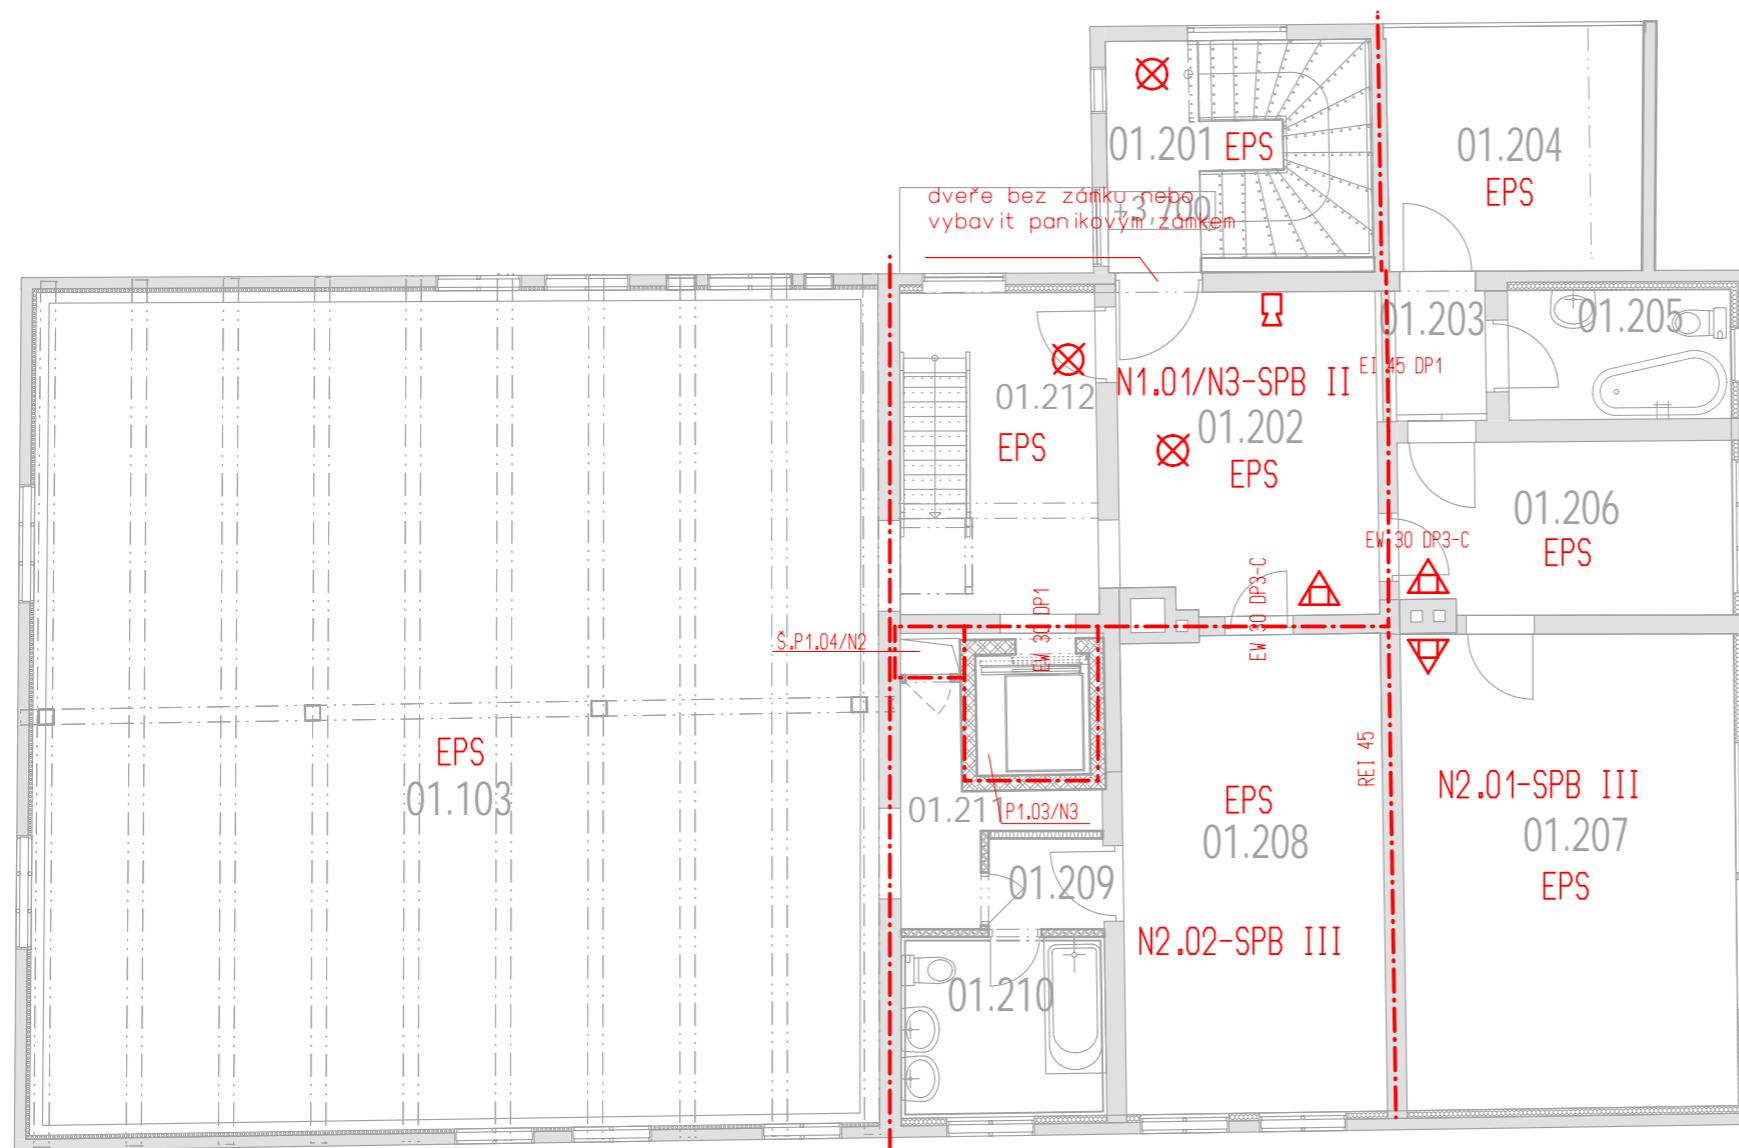 01.201
EPS
01.204
EPS
dveře bez zámku nebo
vybavit panikovým zámkem
+3,700
01.203
01.205
EI 45 DP1
N1.01/N3-SPB II
01.212
01.202
EPS
EPS
01.206
EPS
EW 30 DP3-C
EW 30 DP3-C
EW 30 DP1
Š.P1.04/N2
REI 45
EPS
01.103
N2.01-SPB III
01.207
EPS
EPS
01.208
01.211
P1.03/N3
01.209
N2.02-SPB III
01.210